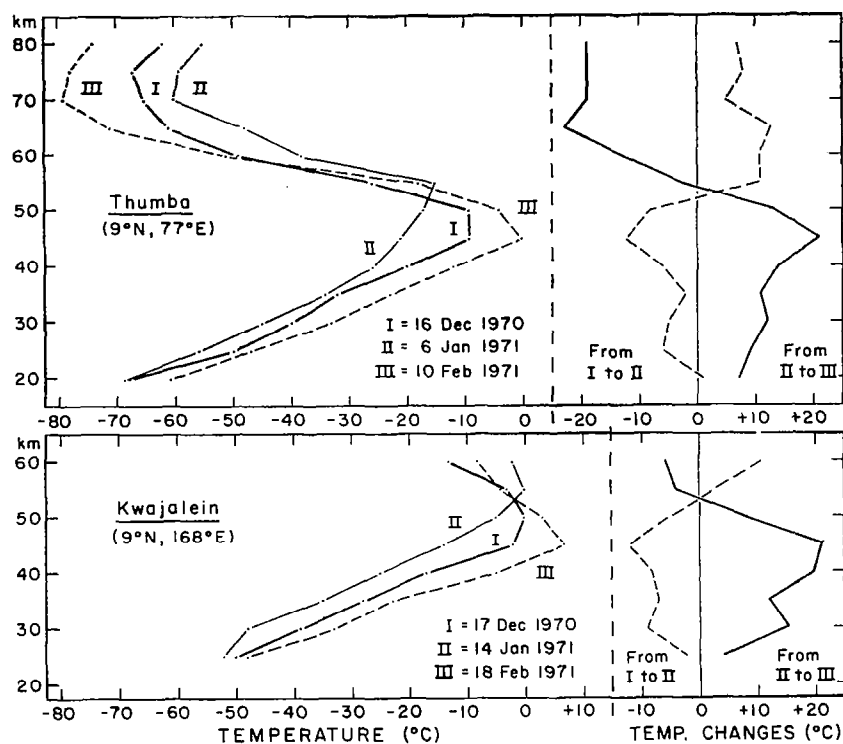 km
80
70
60
50
40
30
20
III
I
II
Thumba
(9°N, 77°E)
III
I
II
I = 16 Dec 1970
II = 6 Jan 1971
III = 10 Feb 1971
From
I to II
From
II to III
-80 -70 -60 -50 -40 -30 -20 -10 0 -20 -10 0 +10 +20
km
60
50
40
30
20
Kwajalein
(9°N, 168°E)
II
I
III
I = 17 Dec 1970
II = 14 Jan 1971
III = 18 Feb 1971
From
I to II
From
II to III
-80 -70 -60 -50 -40 -30 -20 -10 0 +10 -10 0 +10 +20
TEMPERATURE (°C) TEMP. CHANGES (°C)